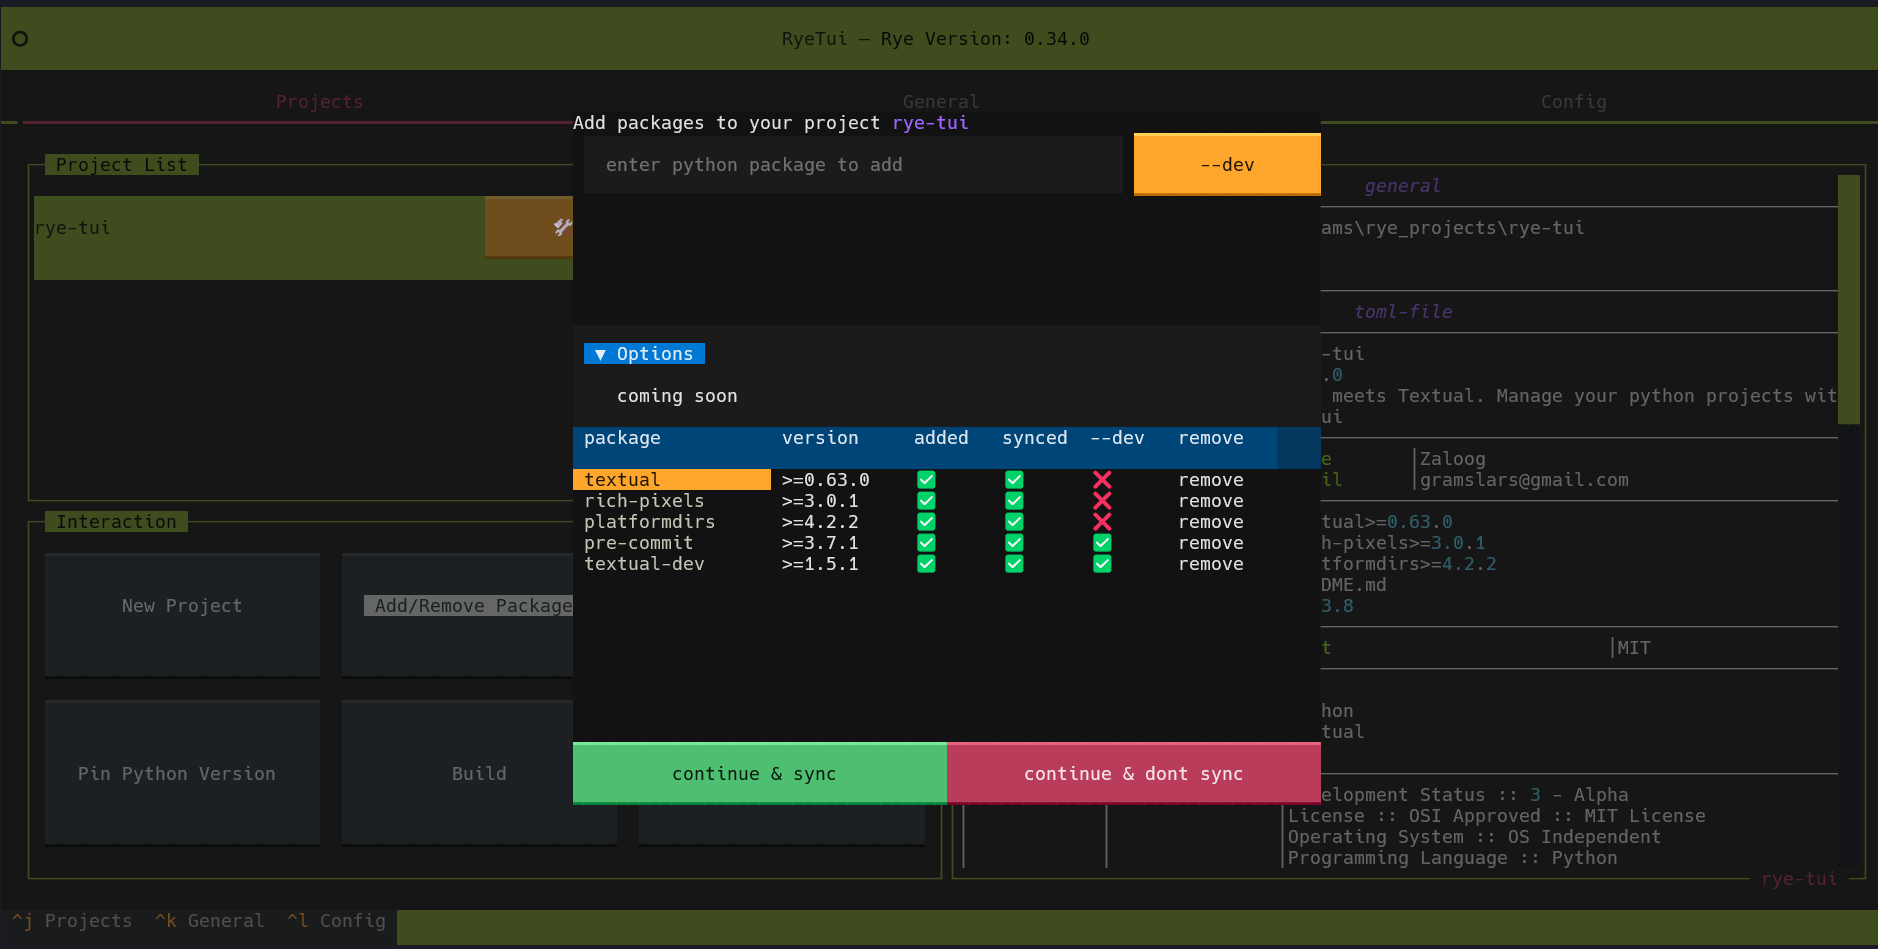 RyeTui — Rye Version: 0.34.0
Projects General Config
Add packages to your project rye-tui
enter python package to add --dev
Project List
rye-tui
general
ams\rye_projects\rye-tui
toml-file
▼ Options
-tui
.0
coming soon
meets Textual. Manage your python projects wit
ui
package version added synced --dev remove
textual >=0.63.0 ✅ ✅ ❌ remove
rich-pixels >=3.0.1 ✅ ✅ ❌ remove
platformdirs >=4.2.2 ✅ ✅ ❌ remove
pre-commit >=3.7.1 ✅ ✅ ✅ remove
textual-dev >=1.5.1 ✅ ✅ ✅ remove
e Zaloog
il gramslars@gmail.com
tual>=0.63.0
h-pixels>=3.0.1
tformdirs>=4.2.2
DME.md
3.8
t MIT
hon
tual
Interaction
New Project Add/Remove Package
Pin Python Version Build
continue & sync continue & dont sync
elopment Status :: 3 - Alpha
License :: OSI Approved :: MIT License
Operating System :: OS Independent
Programming Language :: Python
rye-tui
^j Projects ^k General ^l Config